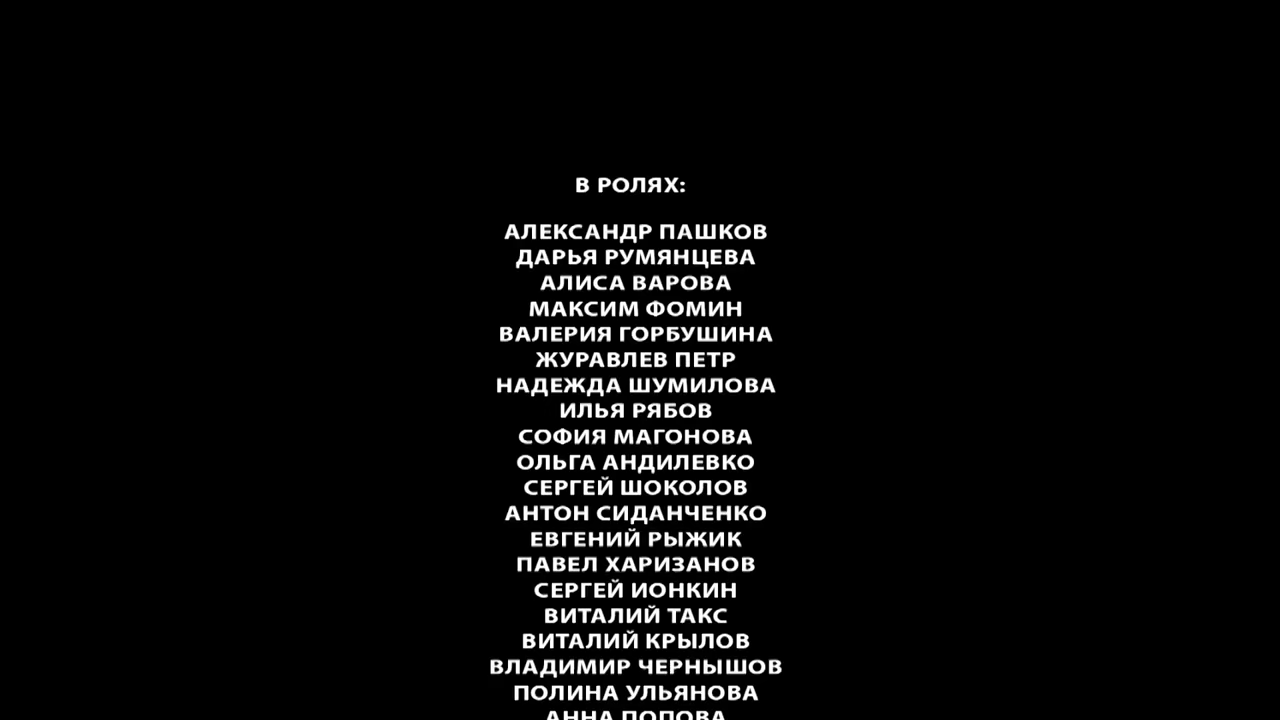 В РОЛЯХ:
АЛЕКСАНДР ПАШКОВ
ДАРЬЯ РУМЯНЦЕВА
АЛИСА ВАРОВА
МАКСИМ ФОМИН
ВАЛЕРИЯ ГОРБУШИНА
ЖУРАВЛЕВ ПЕТР
НАДЕЖДА ШУМИЛОВА
ИЛЬЯ РЯБОВ
СОФИЯ МАГОНОВА
ОЛЬГА АНДИЛЕВКО
СЕРГЕЙ ШОКОЛОВ
АНТОН СИДАНЧЕНКО
ЕВГЕНИЙ РЫЖИК
ПАВЕЛ ХАРИЗАНОВ
СЕРГЕЙ ИОНКИН
ВИТАЛИЙ ТАКС
ВИТАЛИЙ КРЫЛОВ
ВЛАДИМИР ЧЕРНЫШОВ
ПОЛИНА УЛЬЯНОВА
АННА ПОПОВА